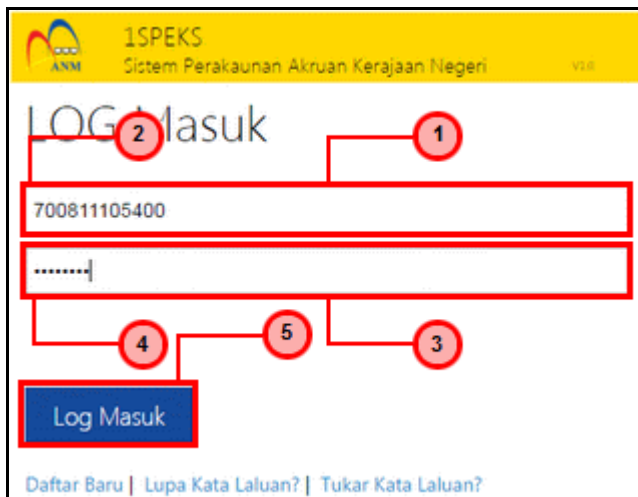 1SPEKS
ANM
Sistem Perakaunan Akruan Kerajaan Negeri
V1.0
LOG Masuk
2
1
700811105400
••••••••
4
5
3
Log Masuk
Daftar Baru | Lupa Kata Laluan? | Tukar Kata Laluan?